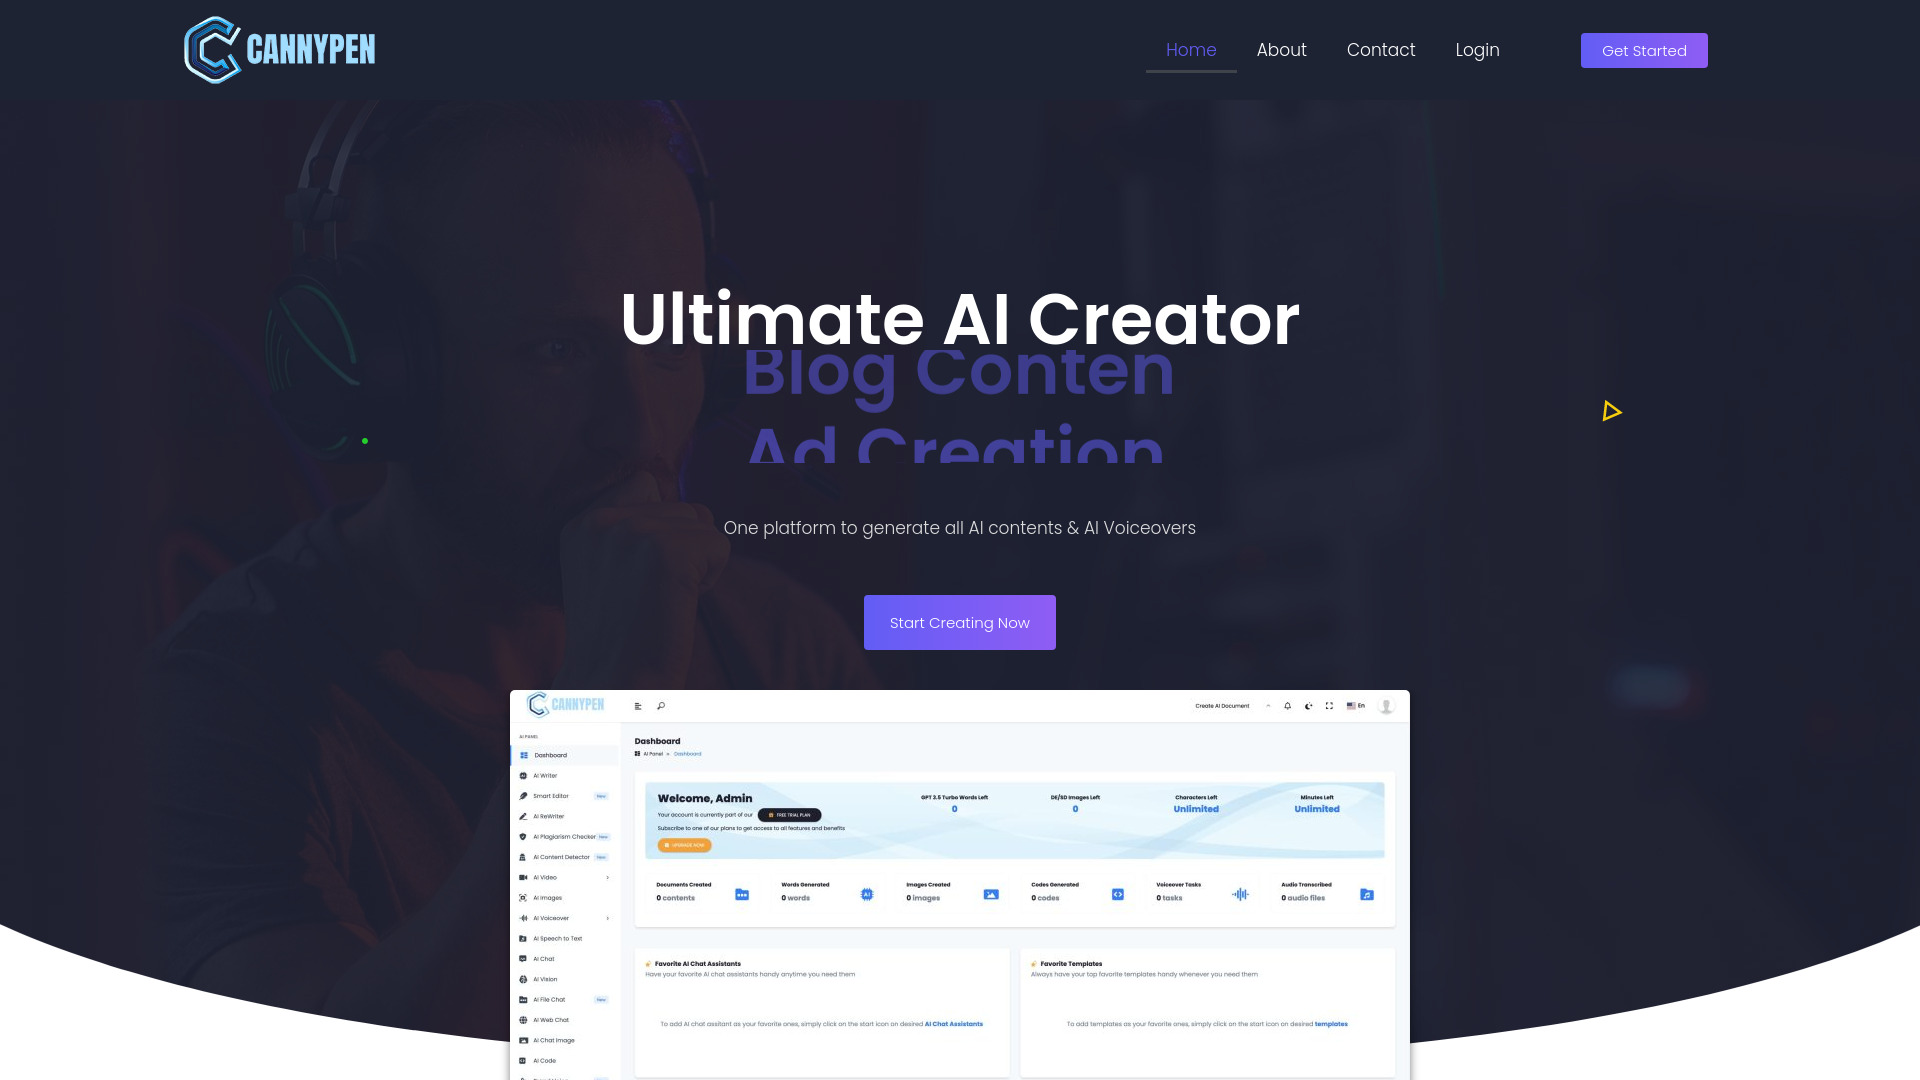 CANNYPEN
Home About Contact Login Get Started
Ultimate AI Creator
Blog Conten
Ad Creation
One platform to generate all AI contents & AI Voiceovers
Start Creating Now
CANNYPEN
Create AI Document En
AI PANEL
Dashboard
AI Writer
Smart Editor New
AI ReWriter
AI Plagiarism Checker New
AI Content Detector New
AI Video
AI Images
AI Voiceover
AI Speech to Text
AI Chat
AI Vision
AI File Chat New
AI Web Chat
AI Chat Image
AI Code
Dashboard
AI Panel » Dashboard
Welcome, Admin
Your account is currently part of our FREE TRIAL PLAN
Subscribe to one of our plans to get access to all features and benefits
UPGRADE NOW
GPT 3.5 Turbo Words Left
0
DE/SD Images Left
0
Characters Left
Unlimited
Minutes Left
Unlimited
Documents Created
0 contents
Words Generated
0 words
Images Created
0 images
Codes Generated
0 codes
Voiceover Tasks
0 tasks
Audio Transcribed
0 audio files
Favorite AI Chat Assistants
Have your favorite AI chat assistants handy anytime you need them
To add AI chat assitant as your favorite ones, simply click on the start icon on desired AI Chat Assistants
Favorite Templates
Always have your top favorite templates handy whenever you need them
To add templates as your favorite ones, simply click on the start icon on desired templates